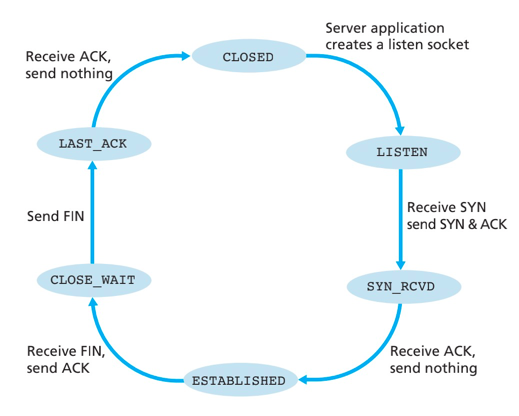 Server application
creates a listen socket
CLOSED
Receive ACK,
send nothing
LAST_ACK
LISTEN
Send FIN
Receive SYN
send SYN & ACK
CLOSE_WAIT
SYN_RCVD
Receive FIN,
send ACK
Receive ACK,
send nothing
ESTABLISHED